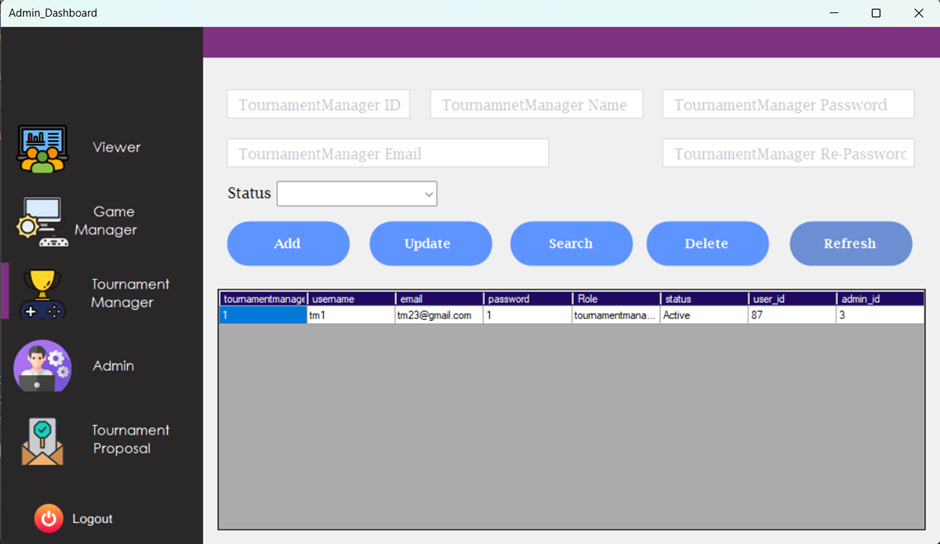 Admin_Dashboard
TournamentManager ID
TournamnetManager Name
TournamentManager Password
TournamentManager Email
TournamentManager Re-Password
Status
Add
Update
Search
Delete
Refresh
tournamentmanage
username
email
password
Role
status
user_id
admin_id
1
tm1
tm23@gmail.com
1
tournamentmana...
Active
87
3
Viewer
Game
Manager
Tournament
Manager
Admin
Tournament
Proposal
Logout